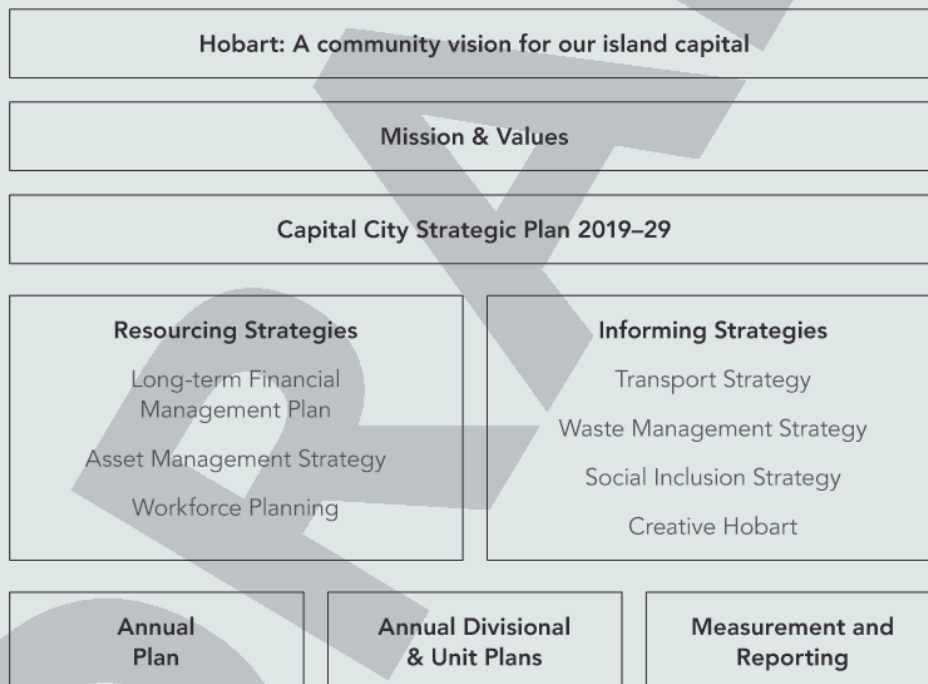 Hobart: A community vision for our island capital
Mission & Values
Capital City Strategic Plan 2019–29
Resourcing Strategies
Long-term Financial
Management Plan
Asset Management Strategy
Workforce Planning
Informing Strategies
Transport Strategy
Waste Management Strategy
Social Inclusion Strategy
Creative Hobart
Annual
Plan
Annual Divisional
& Unit Plans
Measurement and
Reporting